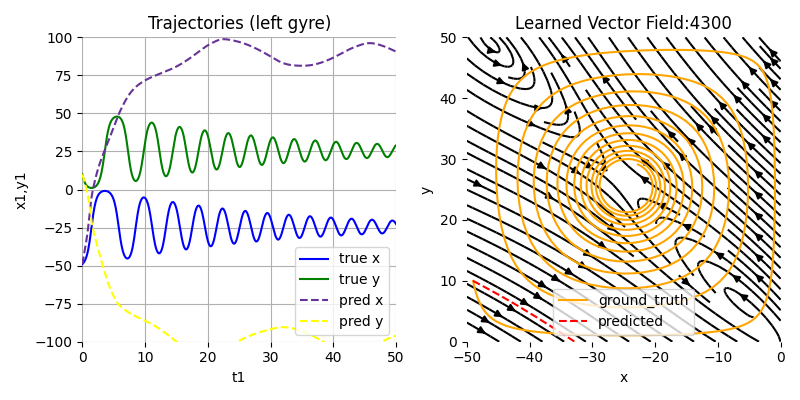 Trajectories (left gyre)
100
75
50
25
0
−25
−50
−75
−100
x1,y1
true x
true y
pred x
pred y
0
10
20
30
40
50
t1
Learned Vector Field:4300
50
40
30
20
10
0
y
ground_truth
predicted
−50
−40
−30
−20
−10
0
x